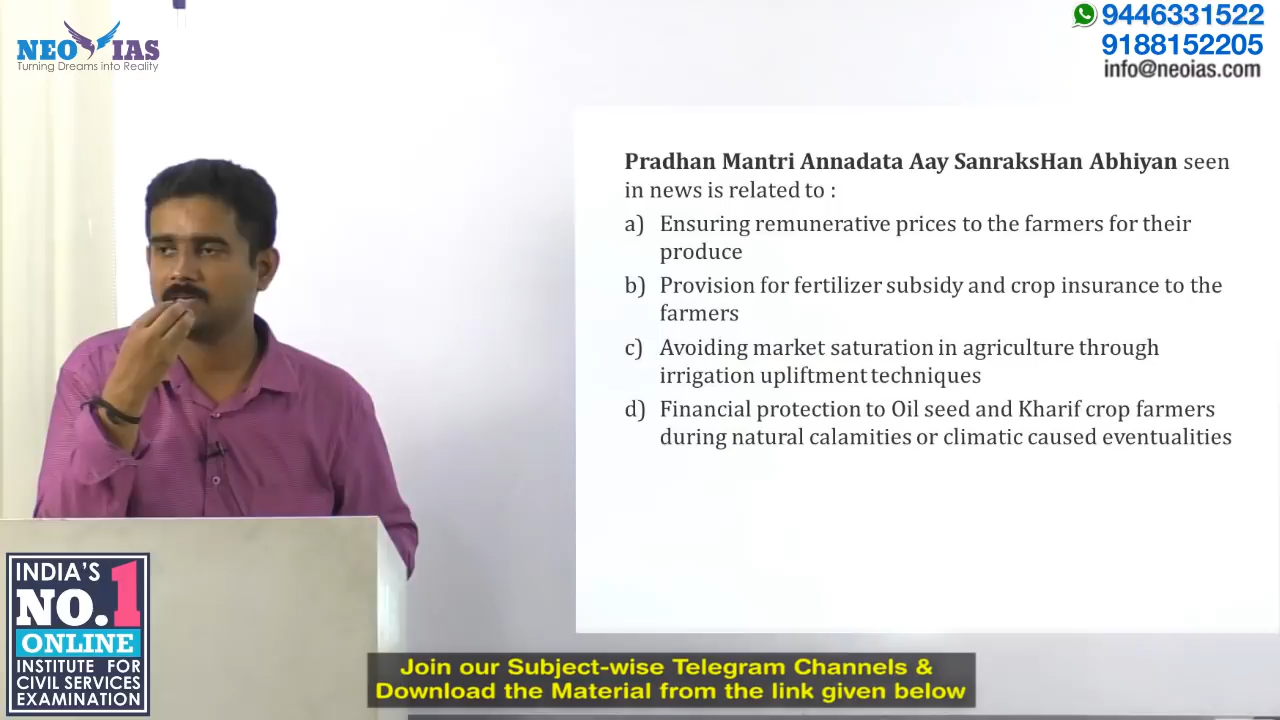 NEO IAS
Turning Dreams into Reality
9446331522
9188152205
info@neoias.com
Pradhan Mantri Annadata Aay SanraksHan Abhiyan seen
in news is related to :
a) Ensuring remunerative prices to the farmers for their
produce
b) Provision for fertilizer subsidy and crop insurance to the
farmers
c) Avoiding market saturation in agriculture through
irrigation upliftment techniques
d) Financial protection to Oil seed and Kharif crop farmers
during natural calamities or climatic caused eventualities
INDIA'S
NO.1
ONLINE
INSTITUTE FOR
CIVIL SERVICES
EXAMINATION
Join our Subject-wise Telegram Channels &
Download the Material from the link given below